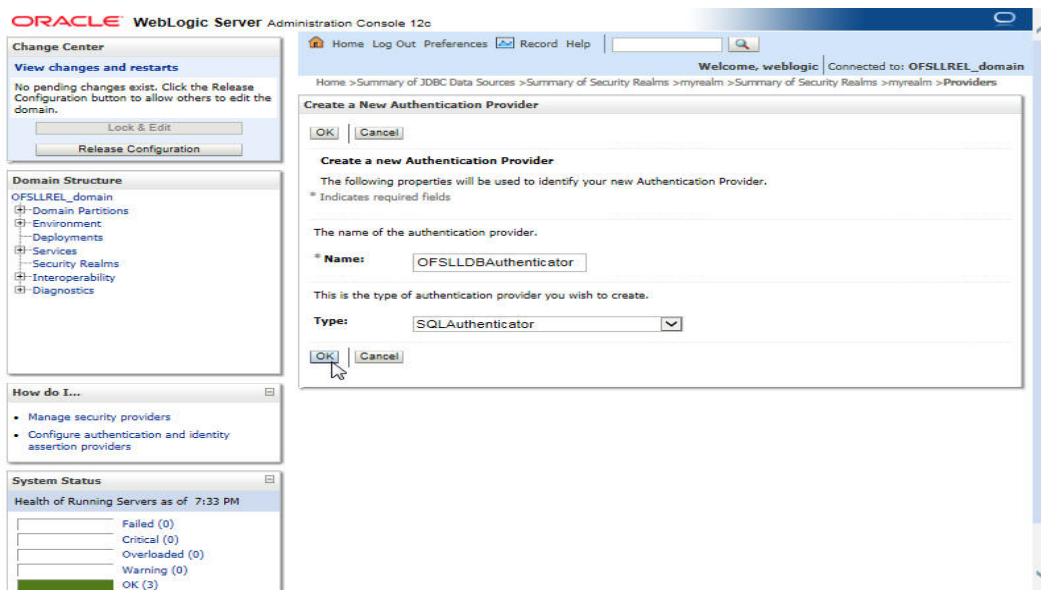 ORACLE WebLogic Server Administration Console 12c
Change Center
View changes and restarts
No pending changes exist. Click the Release
Configuration button to allow others to edit the
domain.
Lock & Edit
Release Configuration
Domain Structure
OFSLLREL_domain
Domain Partitions
Environment
Deployments
Services
Security Realms
Interoperability
Diagnostics
How do I...
Manage security providers
Configure authentication and identity
assertion providers
System Status
Health of Running Servers as of 7:33 PM
Failed (0)
Critical (0)
Overloaded (0)
Warning (0)
OK (3)
Home Log Out Preferences Record Help
Welcome, weblogic Connected to: OFSLLREL_domain
Home >Summary of JDBC Data Sources >Summary of Security Realms >myrealm >Summary of Security Realms >myrealm >Providers
Create a New Authentication Provider
OK Cancel
Create a new Authentication Provider
The following properties will be used to identify your new Authentication Provider.
* Indicates required fields
The name of the authentication provider.
* Name: OFSLLDBAuthenticator
This is the type of authentication provider you wish to create.
Type: SQLAuthenticator
OK Cancel